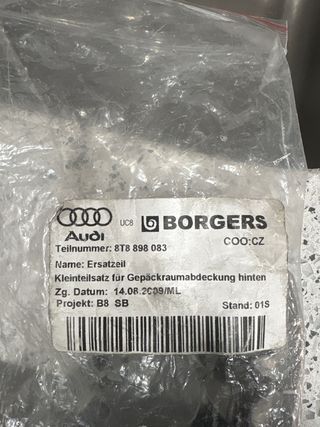 Audi UC8 BORGERS
Teilnummer: 8T8 898 083 COO:CZ
Name: Ersatzeil
Kleinteilsatz für Gepäckraumabdeckung hinten
Zg. Datum: 14.08.2009/ML
Projekt: B8 SB Stand: 01S